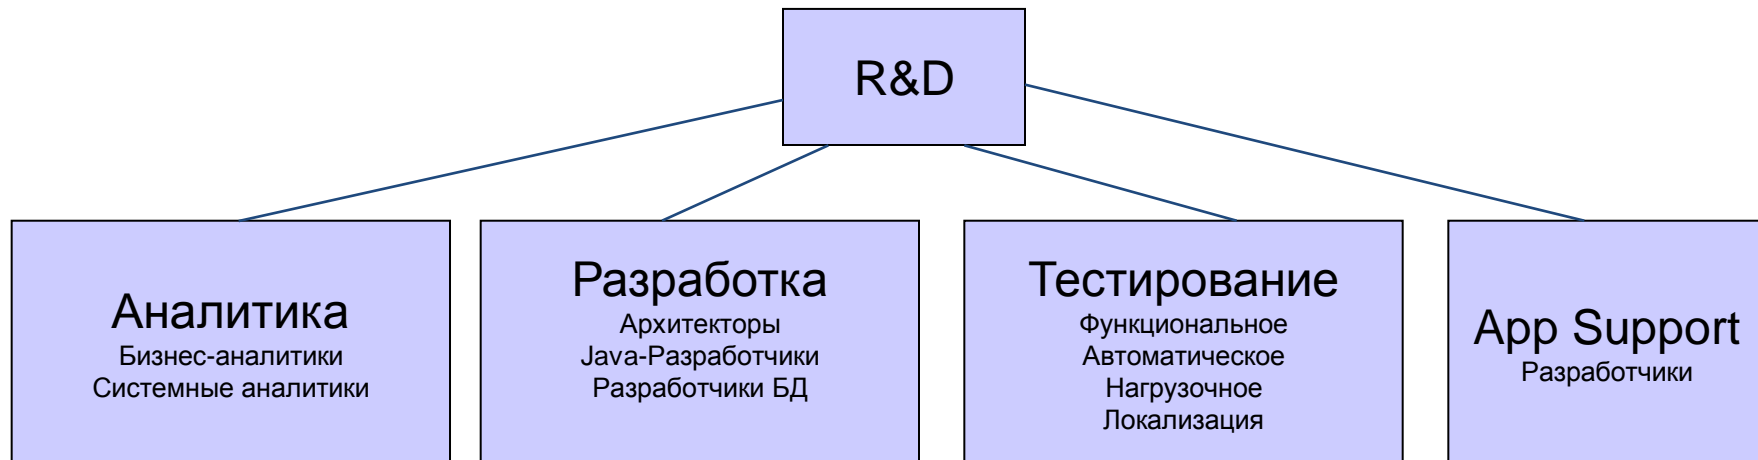 R&D
Аналитика
Бизнес-аналитики
Системные аналитики
Разработка
Архитекторы
Java-Разработчики
Разработчики БД
Тестирование
Функциональное
Автоматическое
Нагрузочное
Локализация
App Support
Разработчики